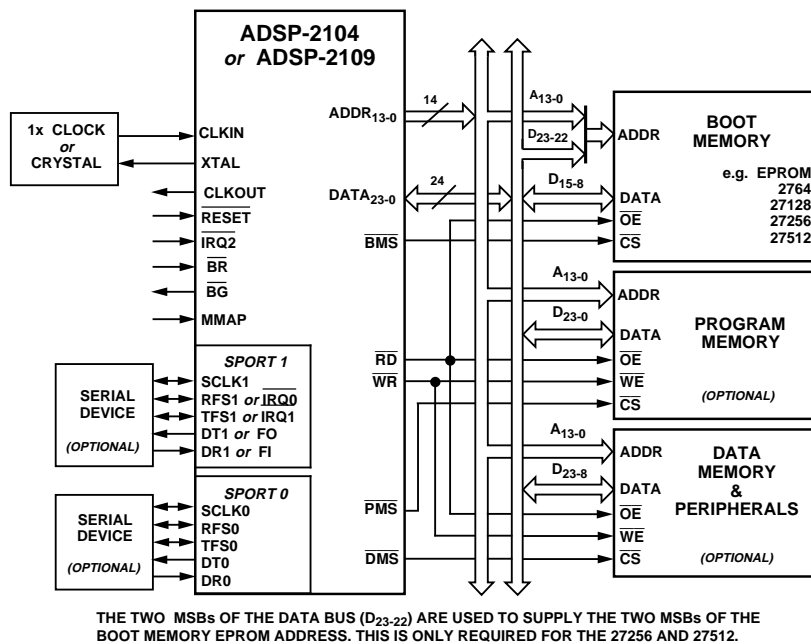 ADSP-2104
or ADSP-2109
1x CLOCK
or
CRYSTAL
CLKIN
XTAL
CLKOUT
RESET
IRQ2
BR
BG
MMAP
ADDR13-0
14
DATA23-0
24
BMS
RD
WR
PMS
DMS
SPORT 1
SCLK1
RFS1 or IRQ0
TFS1 or IRQ1
DT1 or FO
DR1 or FI
SERIAL
DEVICE
(OPTIONAL)
SPORT 0
SCLK0
RFS0
TFS0
DT0
DR0
SERIAL
DEVICE
(OPTIONAL)
A13-0
D23-22
D15-8
ADDR
DATA
OE
CS
BOOT
MEMORY
e.g. EPROM
2764
27128
27256
27512
A13-0
D23-0
ADDR
DATA
OE
WE
CS
PROGRAM
MEMORY
(OPTIONAL)
A13-0
D23-8
ADDR
DATA
OE
WE
CS
DATA
MEMORY
&
PERIPHERALS
(OPTIONAL)
THE TWO MSBs OF THE DATA BUS (D23-22) ARE USED TO SUPPLY THE TWO MSBs OF THE
BOOT MEMORY EPROM ADDRESS. THIS IS ONLY REQUIRED FOR THE 27256 AND 27512.